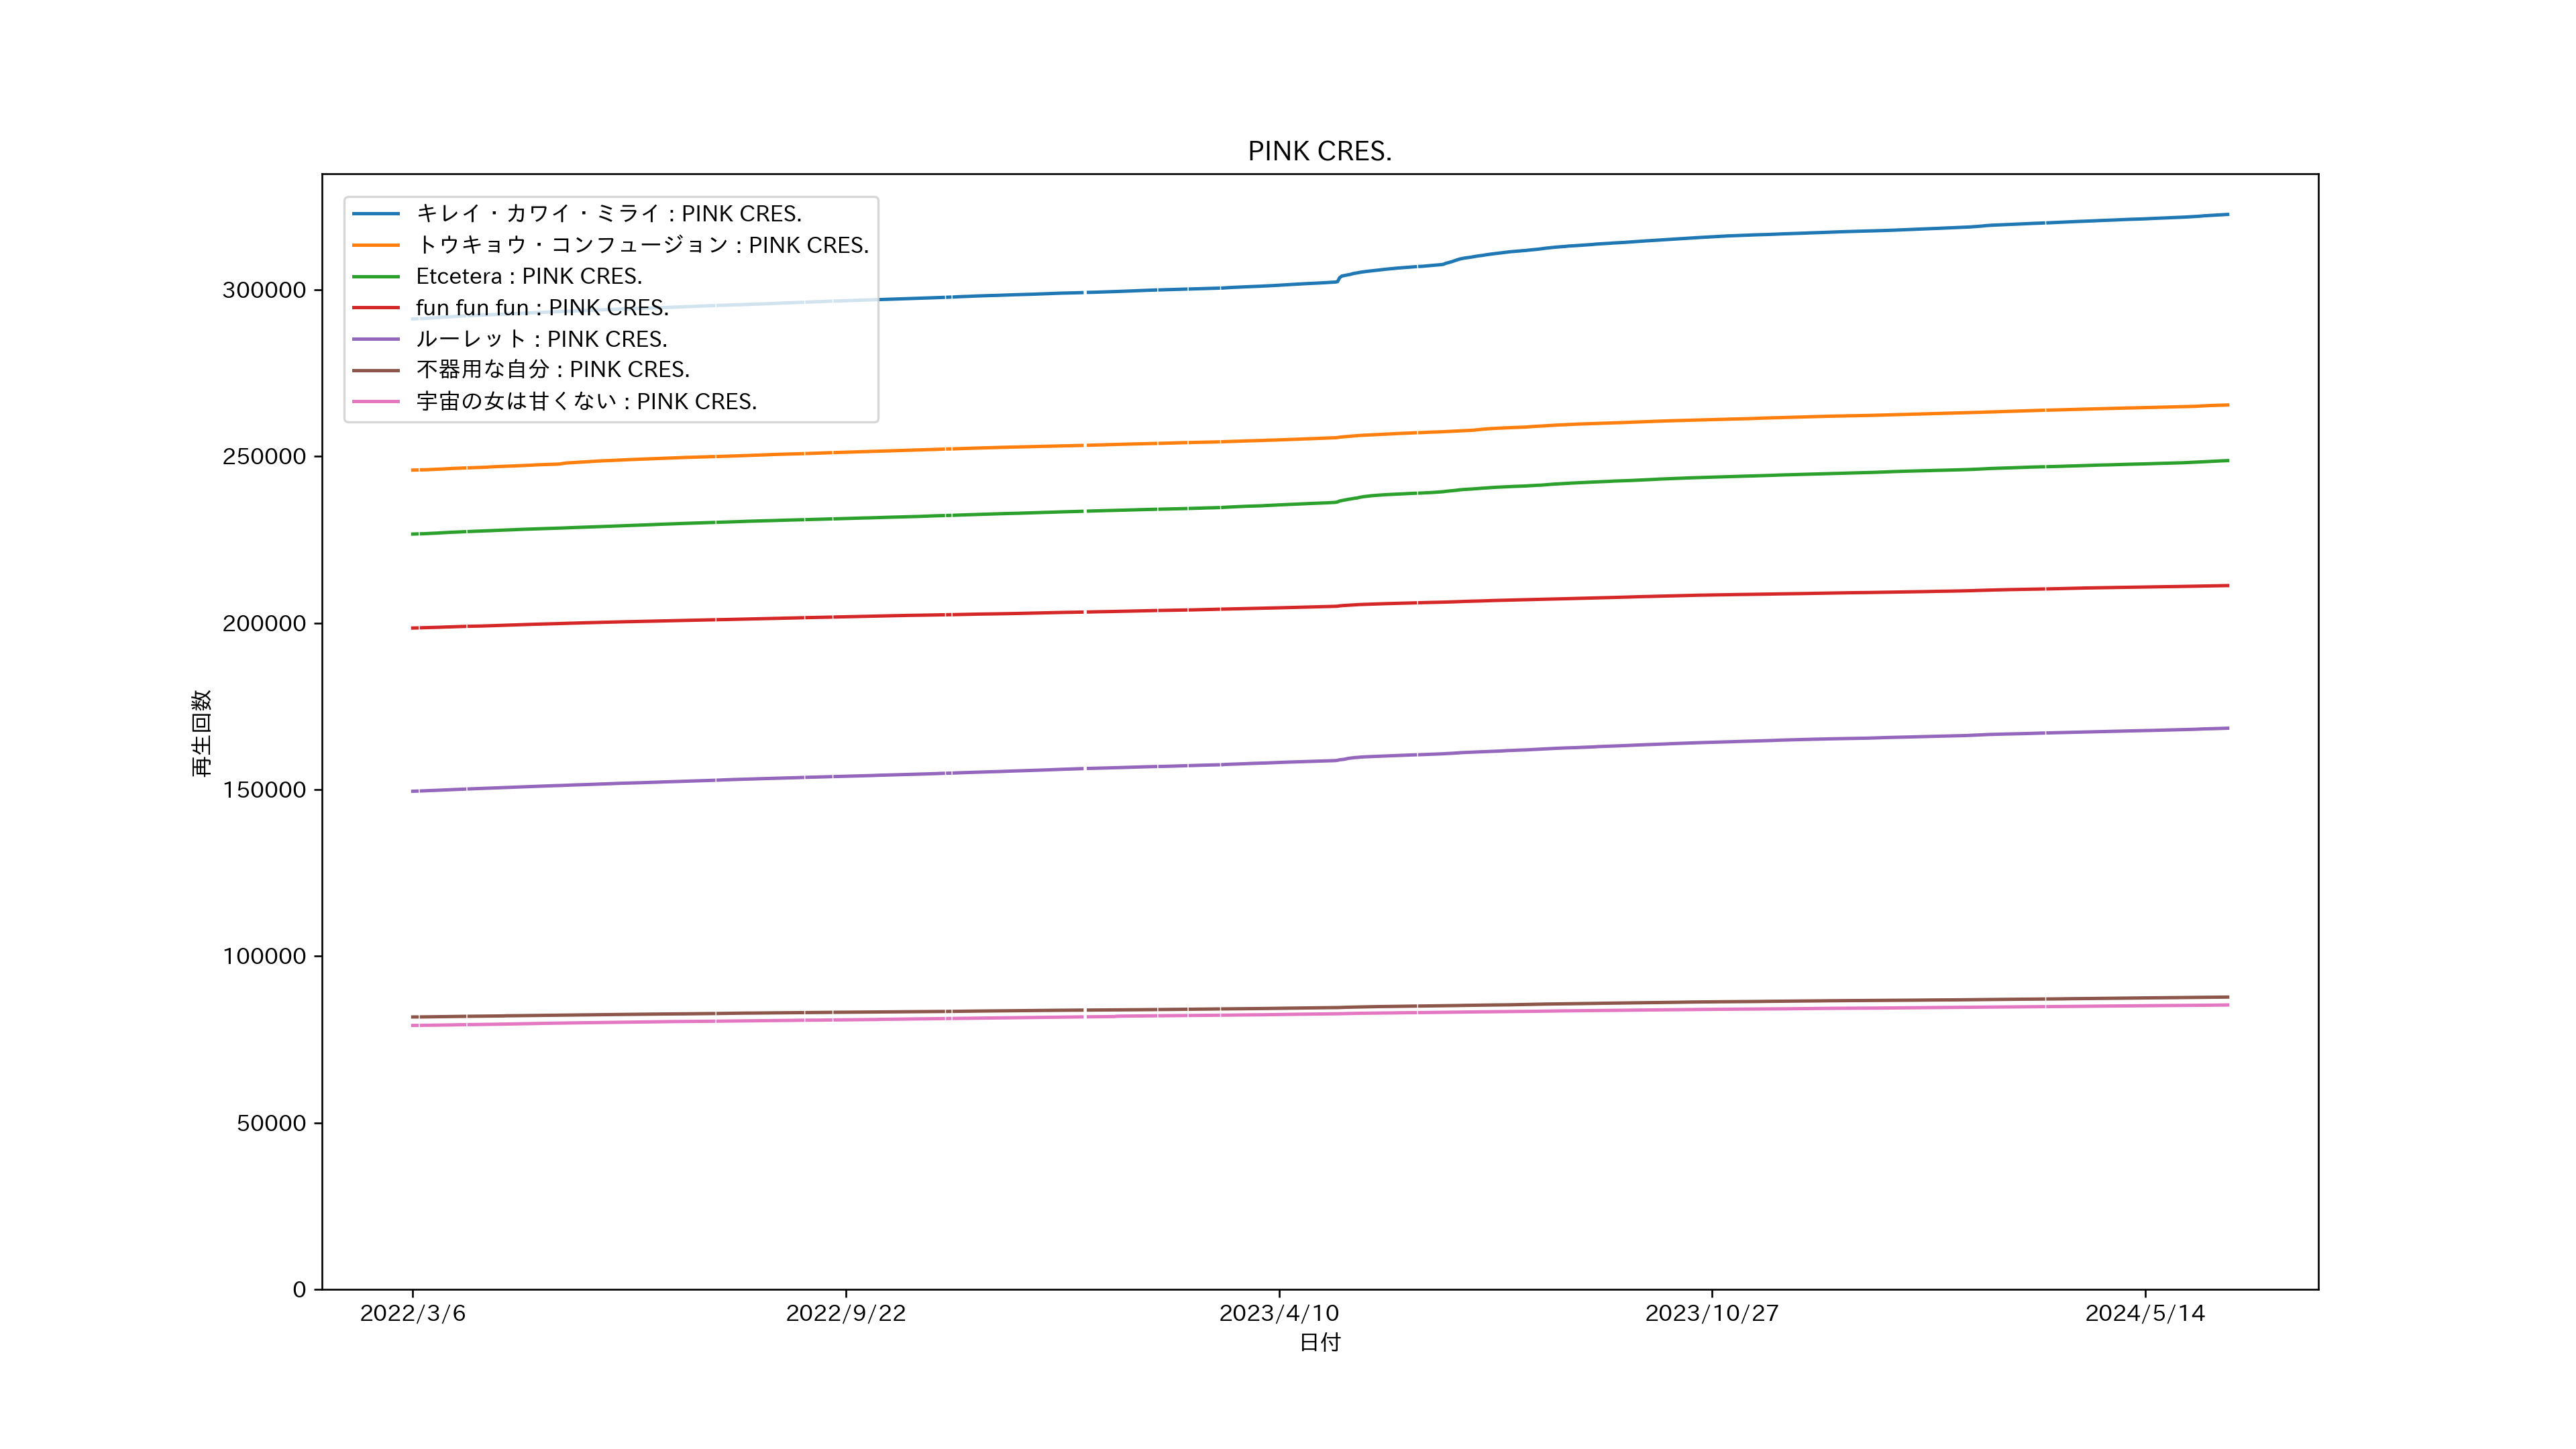 PINK CRES.
キレイ・カワイ・ミライ : PINK CRES.
トウキョウ・コンフュージョン : PINK CRES.
Etcetera : PINK CRES.
fun fun fun : PINK CRES.
ルーレット : PINK CRES.
不器用な自分 : PINK CRES.
宇宙の女は甘くない : PINK CRES.
再生回数
300000
250000
200000
150000
100000
50000
0
2022/3/6
2022/9/22
2023/4/10
2023/10/27
2024/5/14
日付